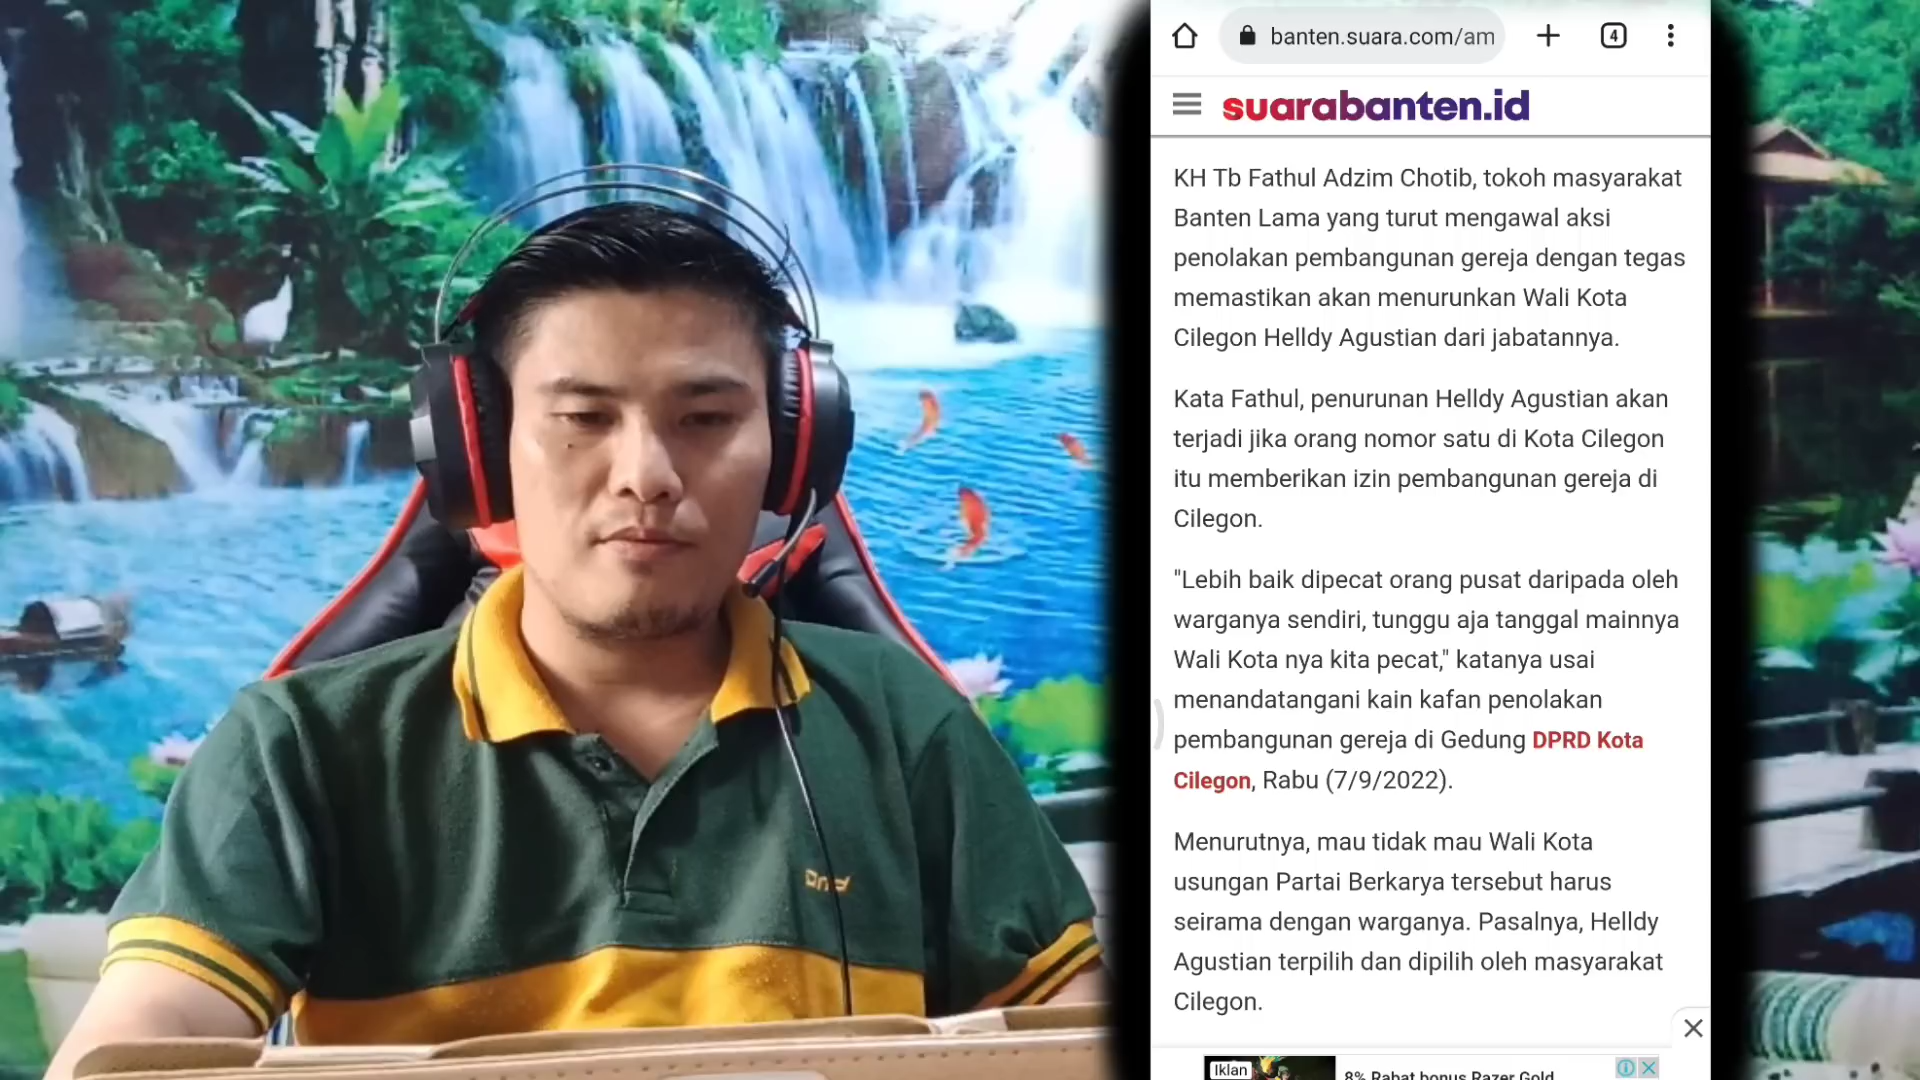 banten.suara.com/am
4
suarabanten.id
KH Tb Fathul Adzim Chotib, tokoh masyarakat
Banten Lama yang turut mengawal aksi
penolakan pembangunan gereja dengan tegas
memastikan akan menurunkan Wali Kota
Cilegon Helldy Agustian dari jabatannya.
Kata Fathul, penurunan Helldy Agustian akan
terjadi jika orang nomor satu di Kota Cilegon
itu memberikan izin pembangunan gereja di
Cilegon.
"Lebih baik dipecat orang pusat daripada oleh
warganya sendiri, tunggu aja tanggal mainnya
Wali Kota nya kita pecat," katanya usai
menandatangani kain kafan penolakan
pembangunan gereja di Gedung DPRD Kota
Cilegon, Rabu (7/9/2022).
Menurutnya, mau tidak mau Wali Kota
usungan Partai Berkarya tersebut harus
seirama dengan warganya. Pasalnya, Helldy
Agustian terpilih dan dipilih oleh masyarakat
Cilegon.
Iklan
8% Rabat bonus Razer Gold